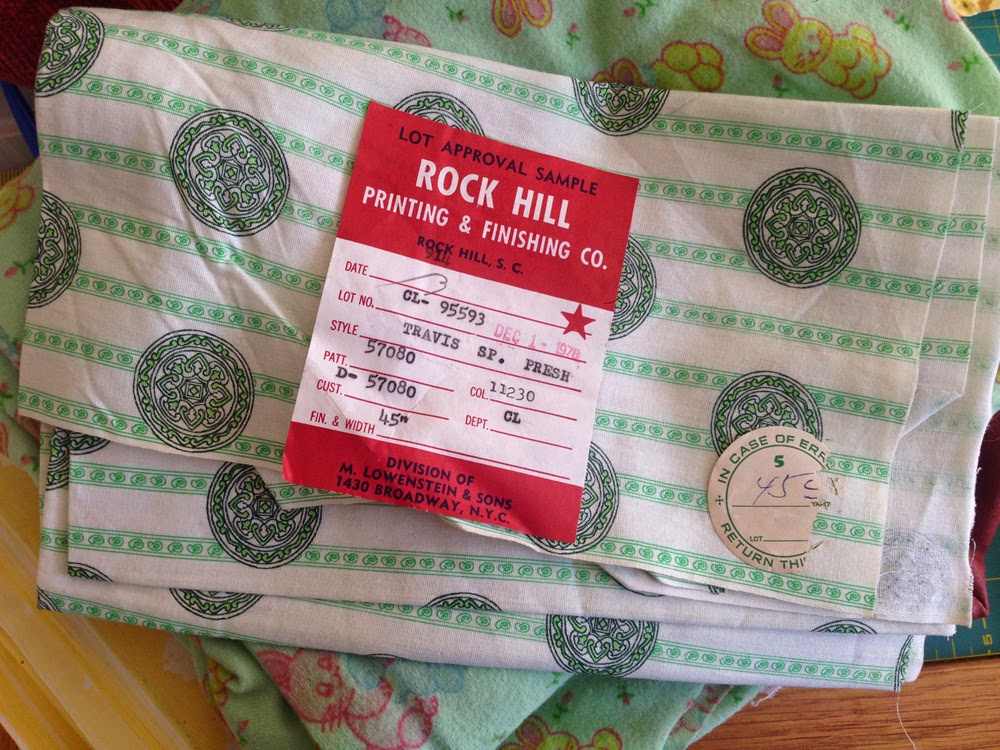 LOT APPROVAL SAMPLE
ROCK HILL
PRINTING & FINISHING CO.
ROCK HILL, S. C.
DATE
LOT NO. CL- 95593
DEC 1 - 1978
STYLE TRAVIS SP. PRESH
PATT. 57080 COL. 11230
CUST. D- 57080 DEPT. CL
FIN. & WIDTH 45"
DIVISION OF
M. LOWENSTEIN & SONS
1430 BROADWAY, N.Y.C.
IN CASE OF ERR
5
45¢
LOT
RETURN THI